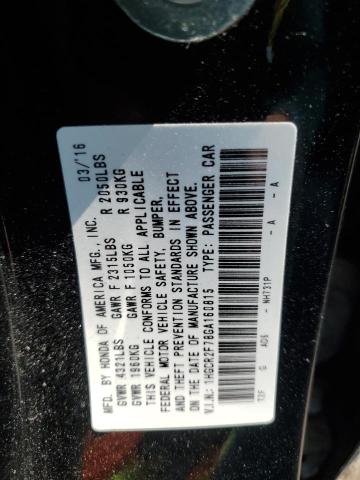 MFD. BY HONDA OF AMERICA MFG., INC. 03/'16
GVWR 4321LBS GAWR F 2315LBS R 2050LBS
GVWR 1960KG GAWR F 1050KG R 930KG
THIS VEHICLE CONFORMS TO ALL APPLICABLE
FEDERAL MOTOR VEHICLE SAFETY, BUMPER,
AND THEFT PREVENTION STANDARDS IN EFFECT
ON THE DATE OF MANUFACTURE SHOWN ABOVE.
V.I.N.: 1HGCR2F78GA160815 TYPE: PASSENGER CAR
T2F G AD5 NH731P - A - A